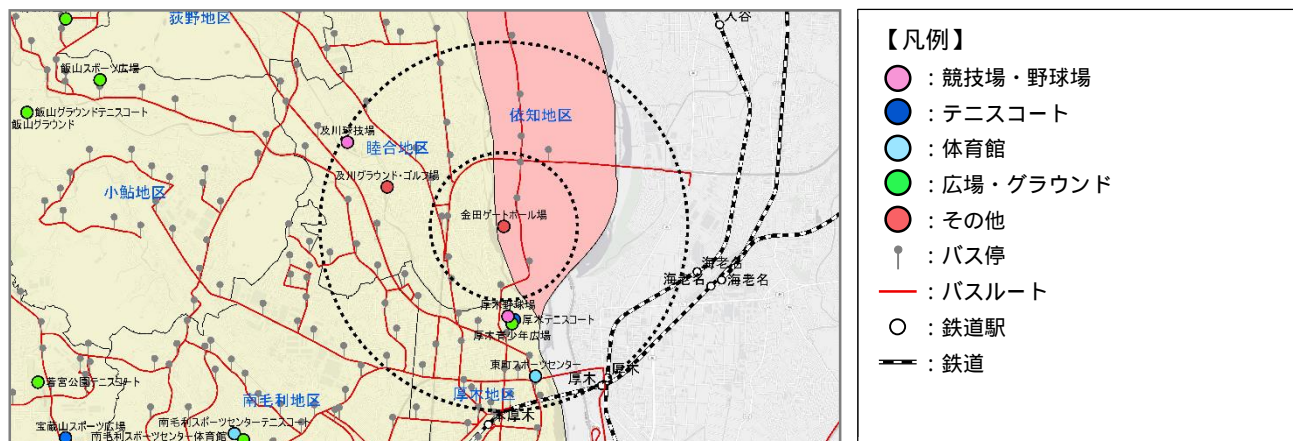 荻野地区
飯山スポーツ広場
飯山グラウンドテニスコート
飯山グラウンド
小鮎地区
及川球技場
睦合地区
及川グラウンド・ゴルフ場
依知地区
金田ゲートボール場
入谷
海老名
海老名
海老名
厚木野球場
厚木テニスコート
厚木青少年広場
東町スポーツセンター
厚木
厚木
厚木地区
本厚木
若宮公園テニスコート
南毛利地区
南毛利スポーツセンターテニスコート
宝蔵山スポーツ広場
南毛利スポーツセンター体育館
【凡例】
：競技場・野球場
：テニスコート
：体育館
：広場・グラウンド
：その他
：バス停
：バスルート
：鉄道駅
：鉄道